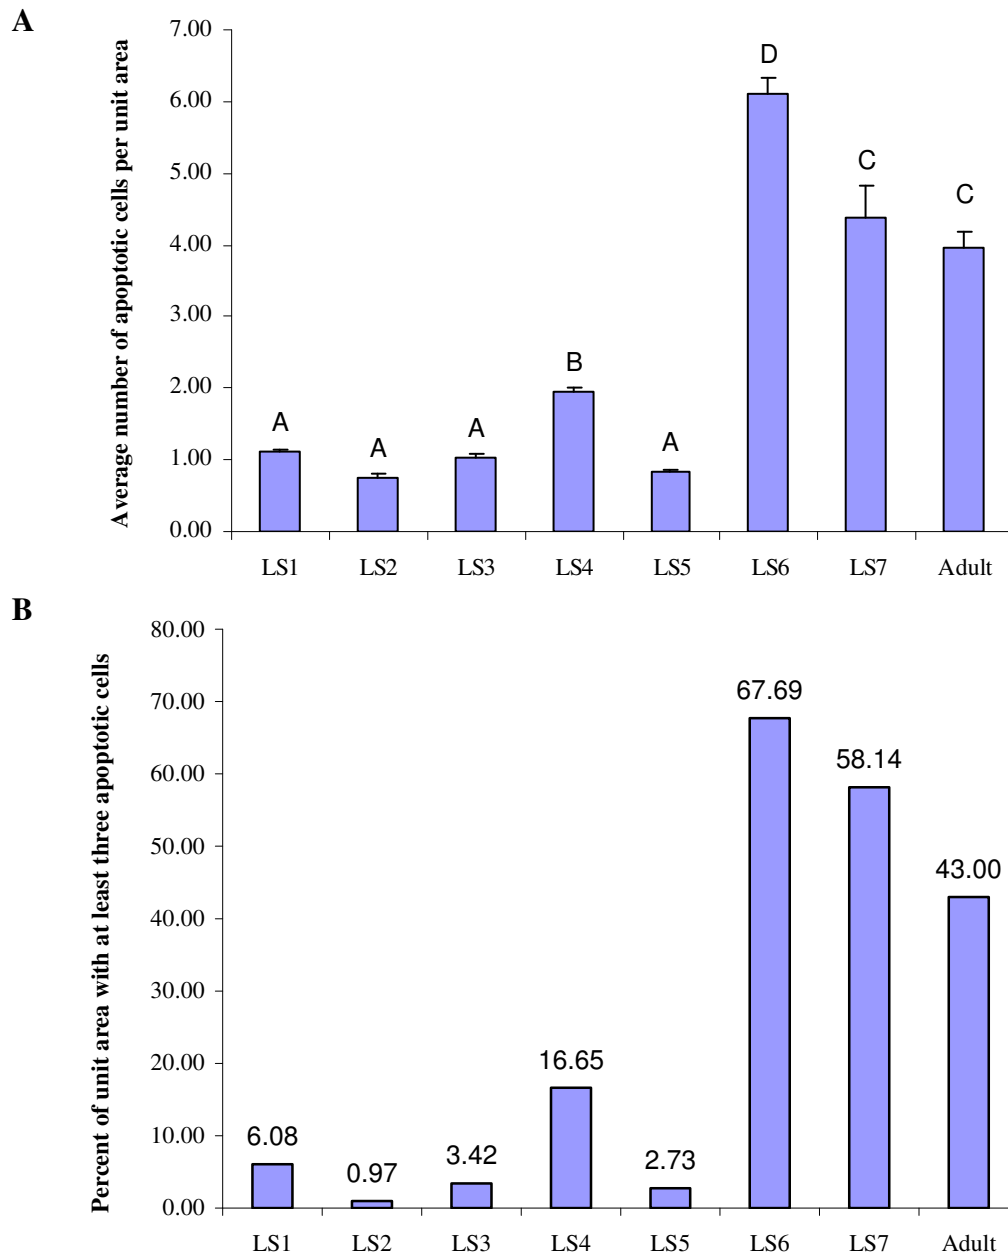 A
Average number of apoptotic cells per unit area
7.00
6.00
5.00
4.00
3.00
2.00
1.00
0.00
A
A
A
B
A
D
C
C
LS1 LS2 LS3 LS4 LS5 LS6 LS7 Adult
B
Percent of unit area with at least three apoptotic cells
80.00
70.00
60.00
50.00
40.00
30.00
20.00
10.00
0.00
6.08
0.97
3.42
16.65
2.73
67.69
58.14
43.00
LS1 LS2 LS3 LS4 LS5 LS6 LS7 Adult